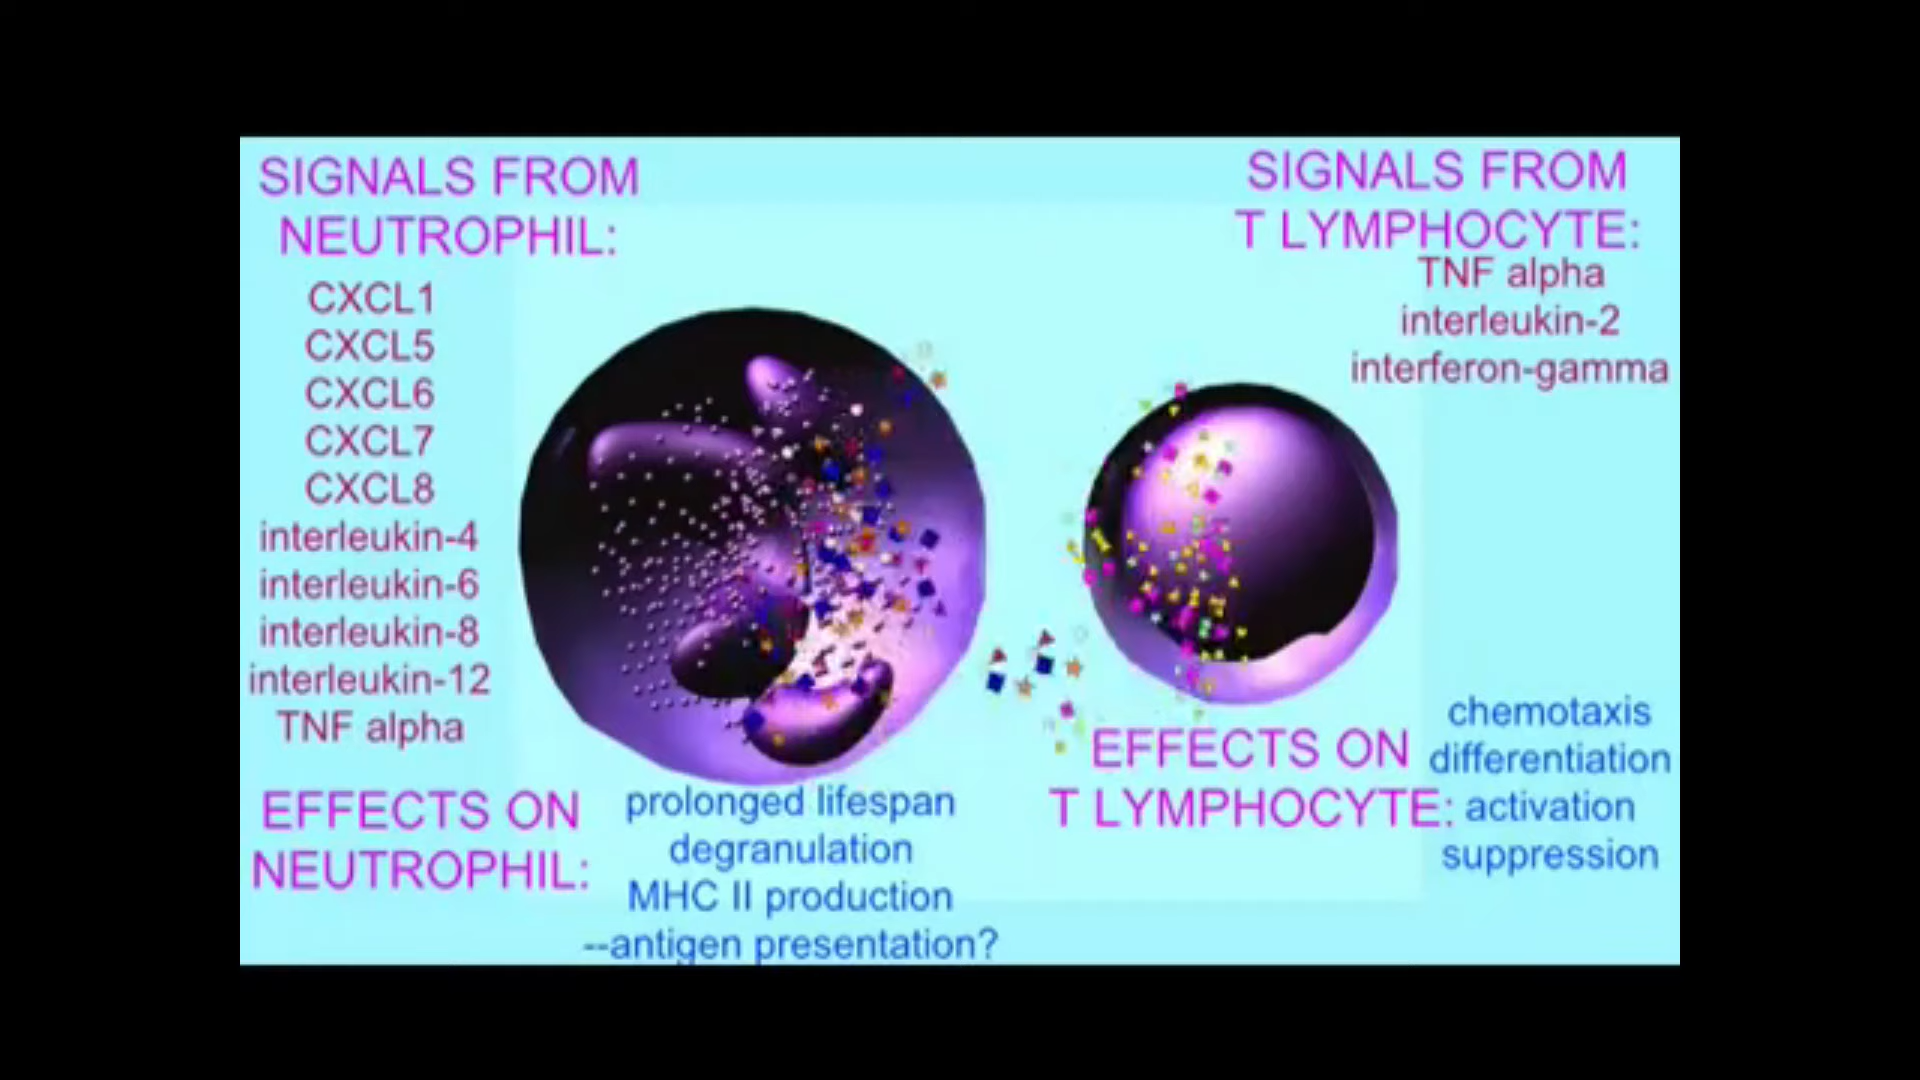 SIGNALS FROM
NEUTROPHIL:
CXCL1
CXCL5
CXCL6
CXCL7
CXCL8
interleukin-4
interleukin-6
interleukin-8
interleukin-12
TNF alpha
EFFECTS ON
NEUTROPHIL:
prolonged lifespan
degranulation
MHC II production
--antigen presentation?
SIGNALS FROM
T LYMPHOCYTE:
TNF alpha
interleukin-2
interferon-gamma
EFFECTS ON
T LYMPHOCYTE:
chemotaxis
differentiation
activation
suppression